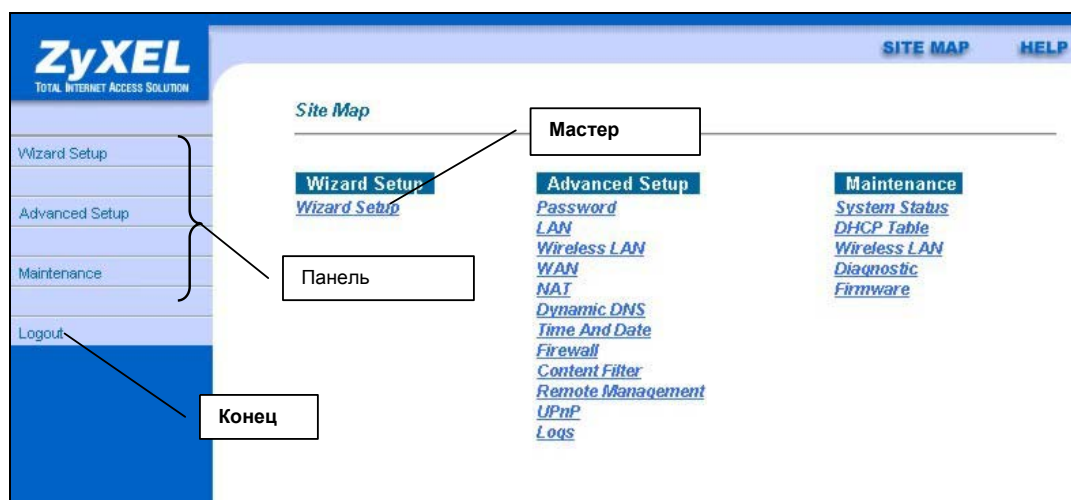 ZyXEL
TOTAL INTERNET ACCESS SOLUTION
SITE MAP
HELP
Wizard Setup
Advanced Setup
Maintenance
Logout
Site Map
Мастер
Панель
Конец
Wizard Setup
Wizard Setup
Advanced Setup
Password
LAN
Wireless LAN
WAN
NAT
Dynamic DNS
Time And Date
Firewall
Content Filter
Remote Management
UPnP
Logs
Maintenance
System Status
DHCP Table
Wireless LAN
Diagnostic
Firmware